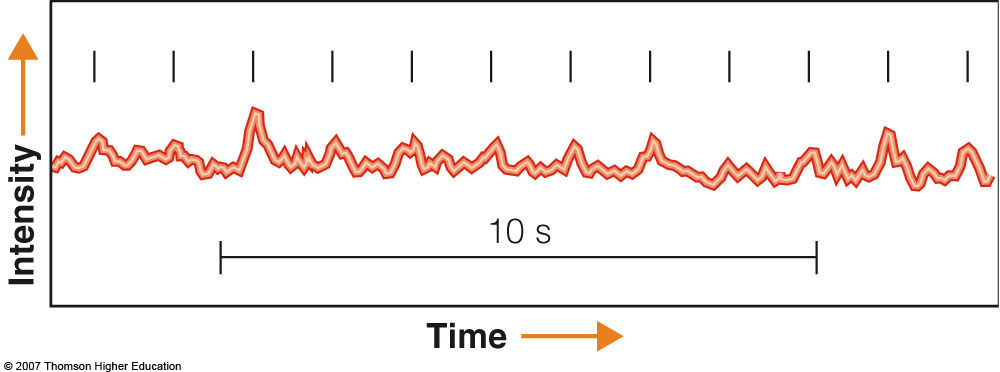 Intensity
10 s
Time
© 2007 Thomson Higher Education